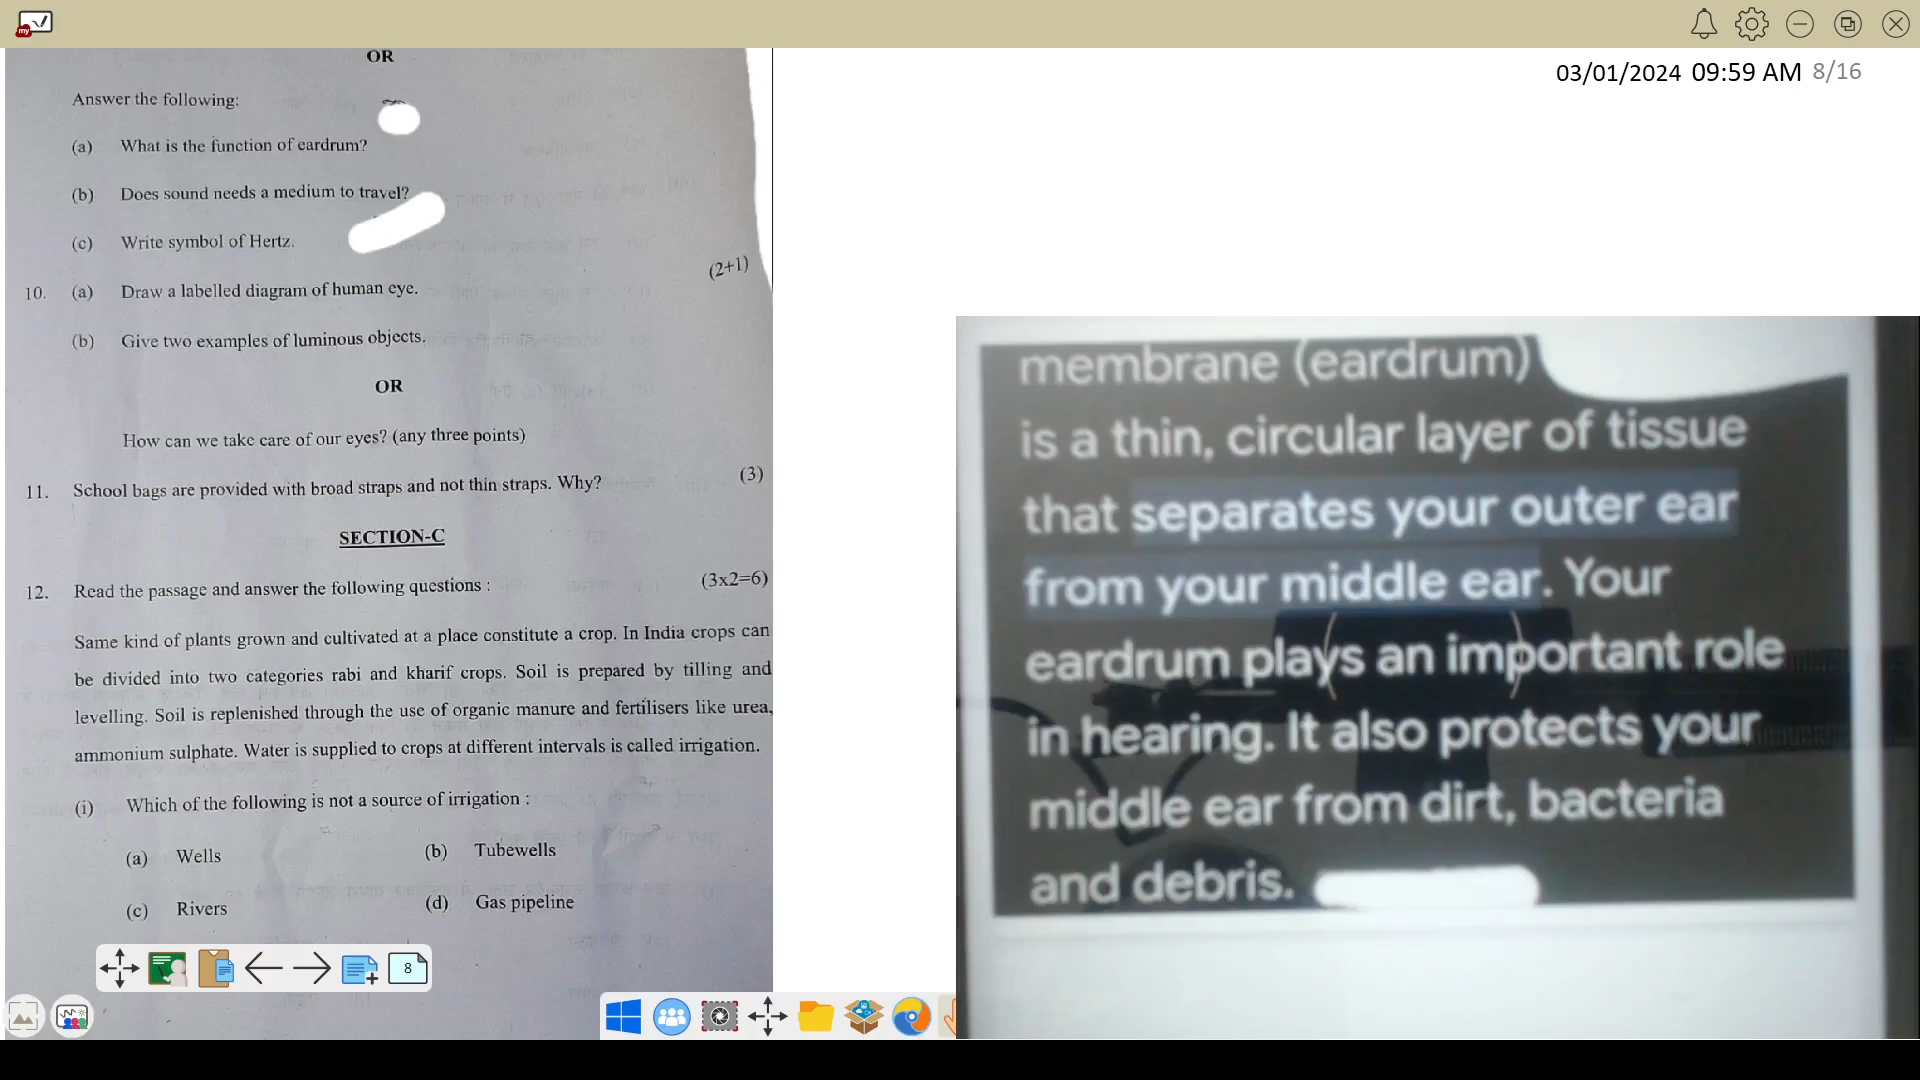 my
03/01/2024 09:59 AM 8/16
OR
Answer the following:
(a) What is the function of eardrum?
(b) Does sound needs a medium to travel?
(c) Write symbol of Hertz.
(2+1)
10. (a) Draw a labelled diagram of human eye.
(b) Give two examples of luminous objects.
OR
How can we take care of our eyes? (any three points)
11. School bags are provided with broad straps and not thin straps. Why? (3)
SECTION-C
12. Read the passage and answer the following questions : (3x2=6)
Same kind of plants grown and cultivated at a place constitute a crop. In India crops can
be divided into two categories rabi and kharif crops. Soil is prepared by tilling and
levelling. Soil is replenished through the use of organic manure and fertilisers like urea,
ammonium sulphate. Water is supplied to crops at different intervals is called irrigation.
(i) Which of the following is not a source of irrigation :
(a) Wells (b) Tubewells
(c) Rivers (d) Gas pipeline
8
membrane (eardrum)
is a thin, circular layer of tissue
that separates your outer ear
from your middle ear. Your
eardrum plays an important role
in hearing. It also protects your
middle ear from dirt, bacteria
and debris.